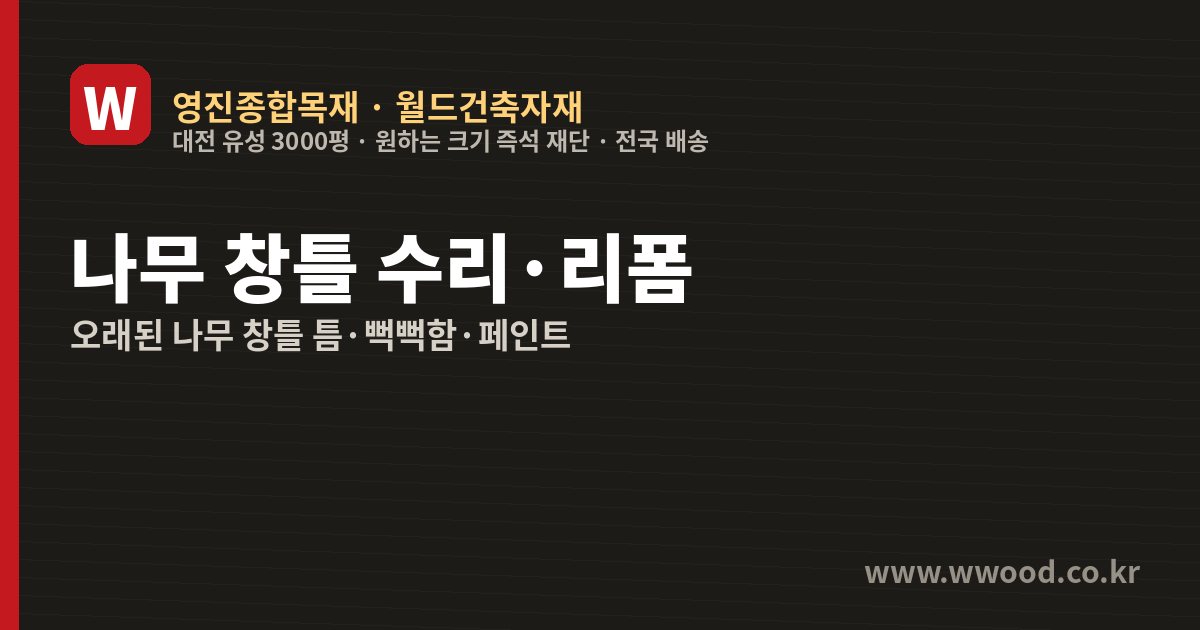 W
영진종합목재 · 월드건축자재
대전 유성 3000평 · 원하는 크기 즉석 재단 · 전국 배송
나무 창틀 수리·리폼
오래된 나무 창틀 틈·뻑뻑함·페인트
www.wwood.co.kr